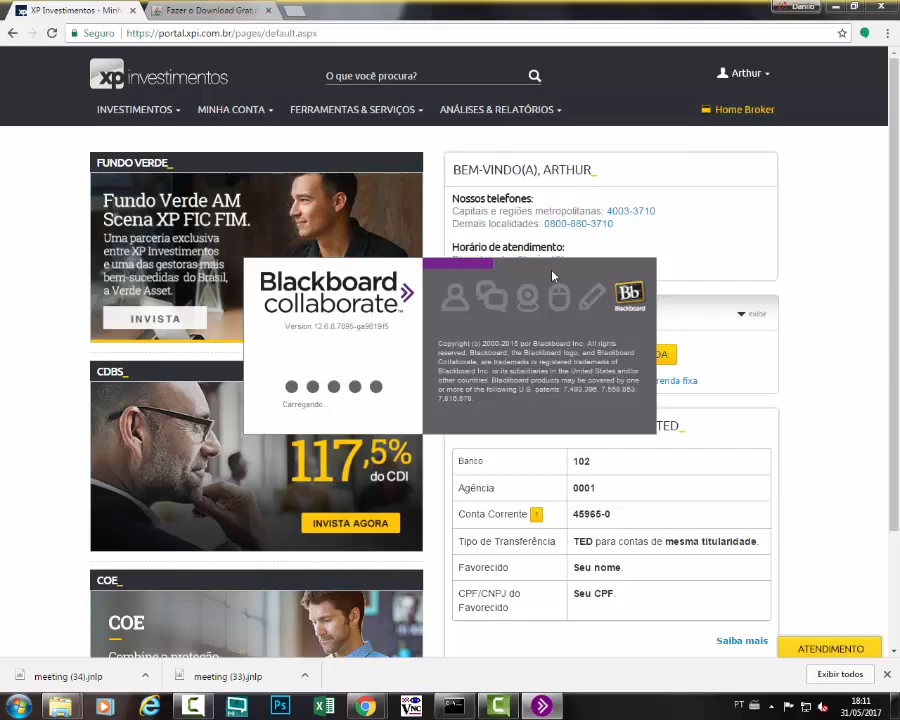 XP Investimentos - Minh
Fazer o Download Gratu
Danilo
Seguro
https://portal.xpi.com.br/pages/default.aspx
xp investimentos
O que você procura?
Arthur
INVESTIMENTOS
MINHA CONTA
FERRAMENTAS & SERVIÇOS
ANÁLISES & RELATÓRIOS
Home Broker
FUNDO VERDE_
Fundo Verde AM
Scena XP FIC FIM.
Uma parceria exclusiva
entre XP Investimentos
e uma das gestoras mais
bem-sucedidas do Brasil,
a Verde Asset.
INVISTA
BEM-VINDO(A), ARTHUR_
Nossos telefones:
Capitais e regiões metropolitanas: 4003-3710
Demais localidades: 0800-880-3710
Horário de atendimento:
exibir
DA
renda fixa
Blackboard
collaborate™
Version 12.6.8.7895-ga9619f5
Carregando...
Bb
Blackboard
Copyright (c) 2000-2015 por Blackboard Inc. All rights
reserved. Blackboard, the Blackboard logo, and Blackboard
Collaborate, are trademarks or registered trademarks of
Blackboard Inc. or its subsidiaries in the United States and/or
other countries. Blackboard products may be covered by one
or more of the following U.S. patents: 7,493,396, 7,558,853,
7,816,878.
CDBS_
117,5%
do CDI
INVISTA AGORA
TED_
Banco
102
Agência
0001
Conta Corrente ?
45965-0
Tipo de Transferência
TED para contas de mesma titularidade.
Favorecido
Seu nome.
CPF/CNPJ do
Favorecido
Seu CPF.
Saiba mais
COE_
COE
Combine a proteção
ATENDIMENTO
meeting (34).jnlp
meeting (33).jnlp
Exibir todos
Ps
VNC
PT
18:11
31/05/2017